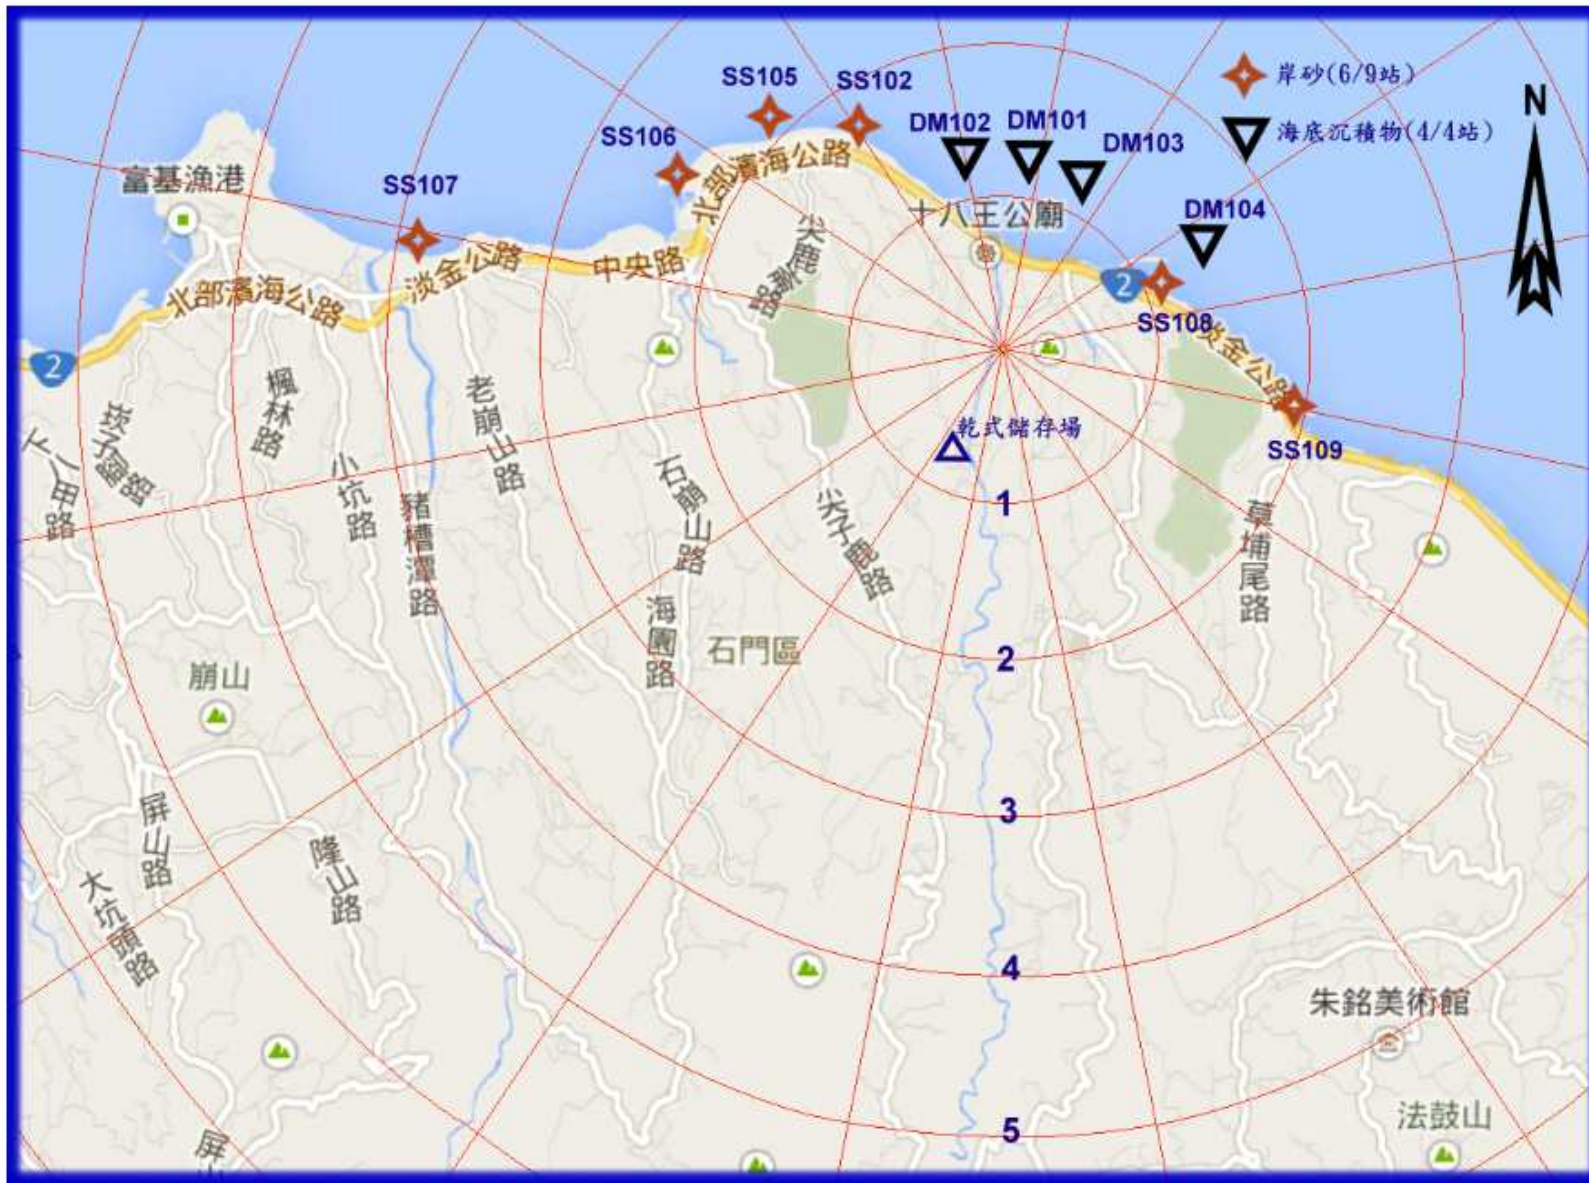 SS105
SS102
岸砂(6/9站)
N
DM102
DM101
DM103
海底沉積物(4/4站)
SS106
北部濱海公路
富基漁港
SS107
十八王公廟
DM104
尖鹿路
淡金公路
中央路
2
SS108
淡金公路
北部濱海公路
2
楓林路
老崩山路
乾式儲存場
SS109
崁子腳路
小坑路
石崩山路
尖子鹿路
1
豬槽潭路
草埔尾路
海園路
石門區
2
崩山
3
屏山路
隆山路
大坑頭路
4
朱銘美術館
5
法鼓山
屏山